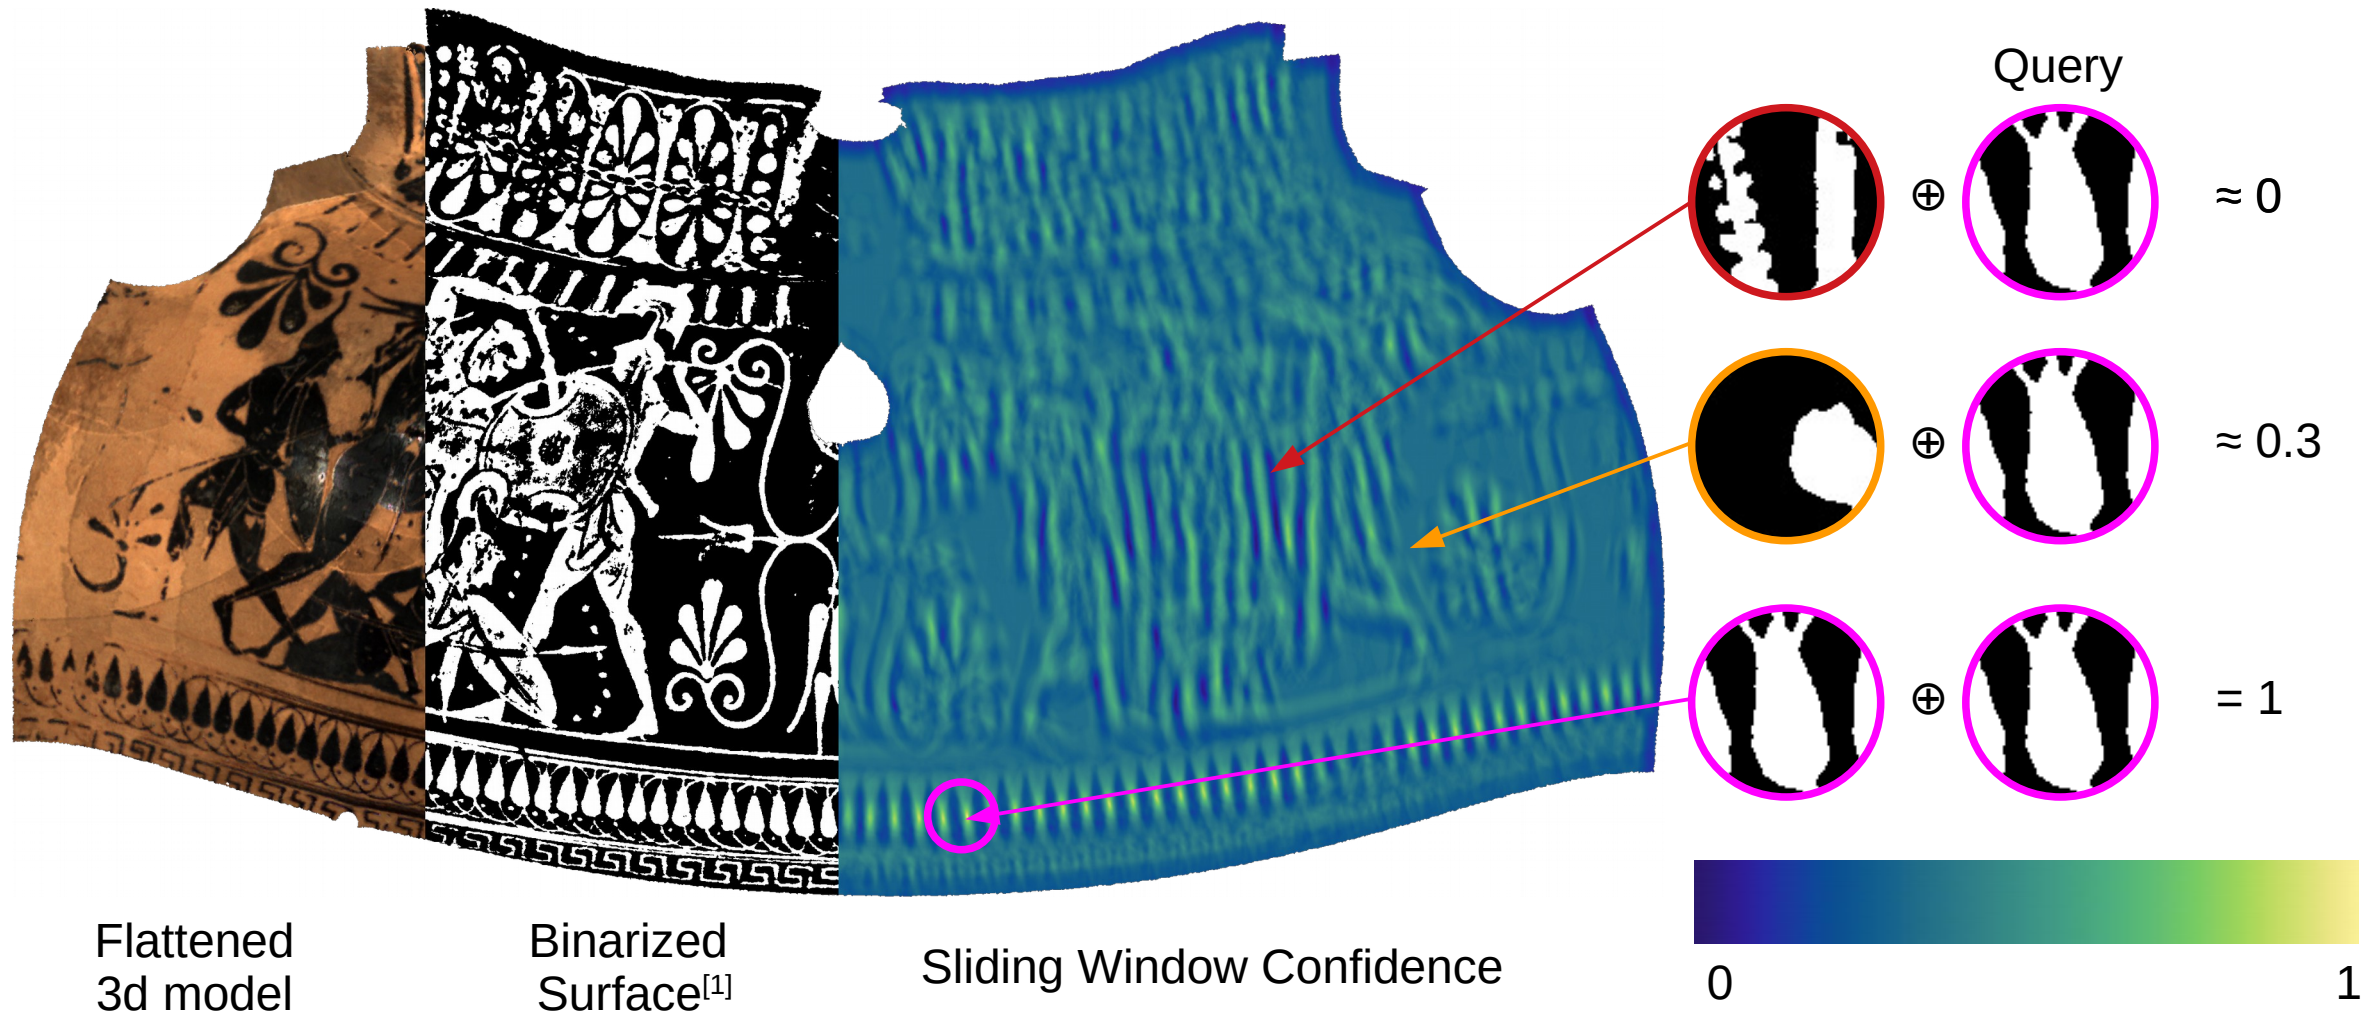 Query
⊕ ≈ 0
⊕ ≈ 0.3
⊕ = 1
0 1
Flattened
3d model
Binarized
Surface[1]
Sliding Window Confidence